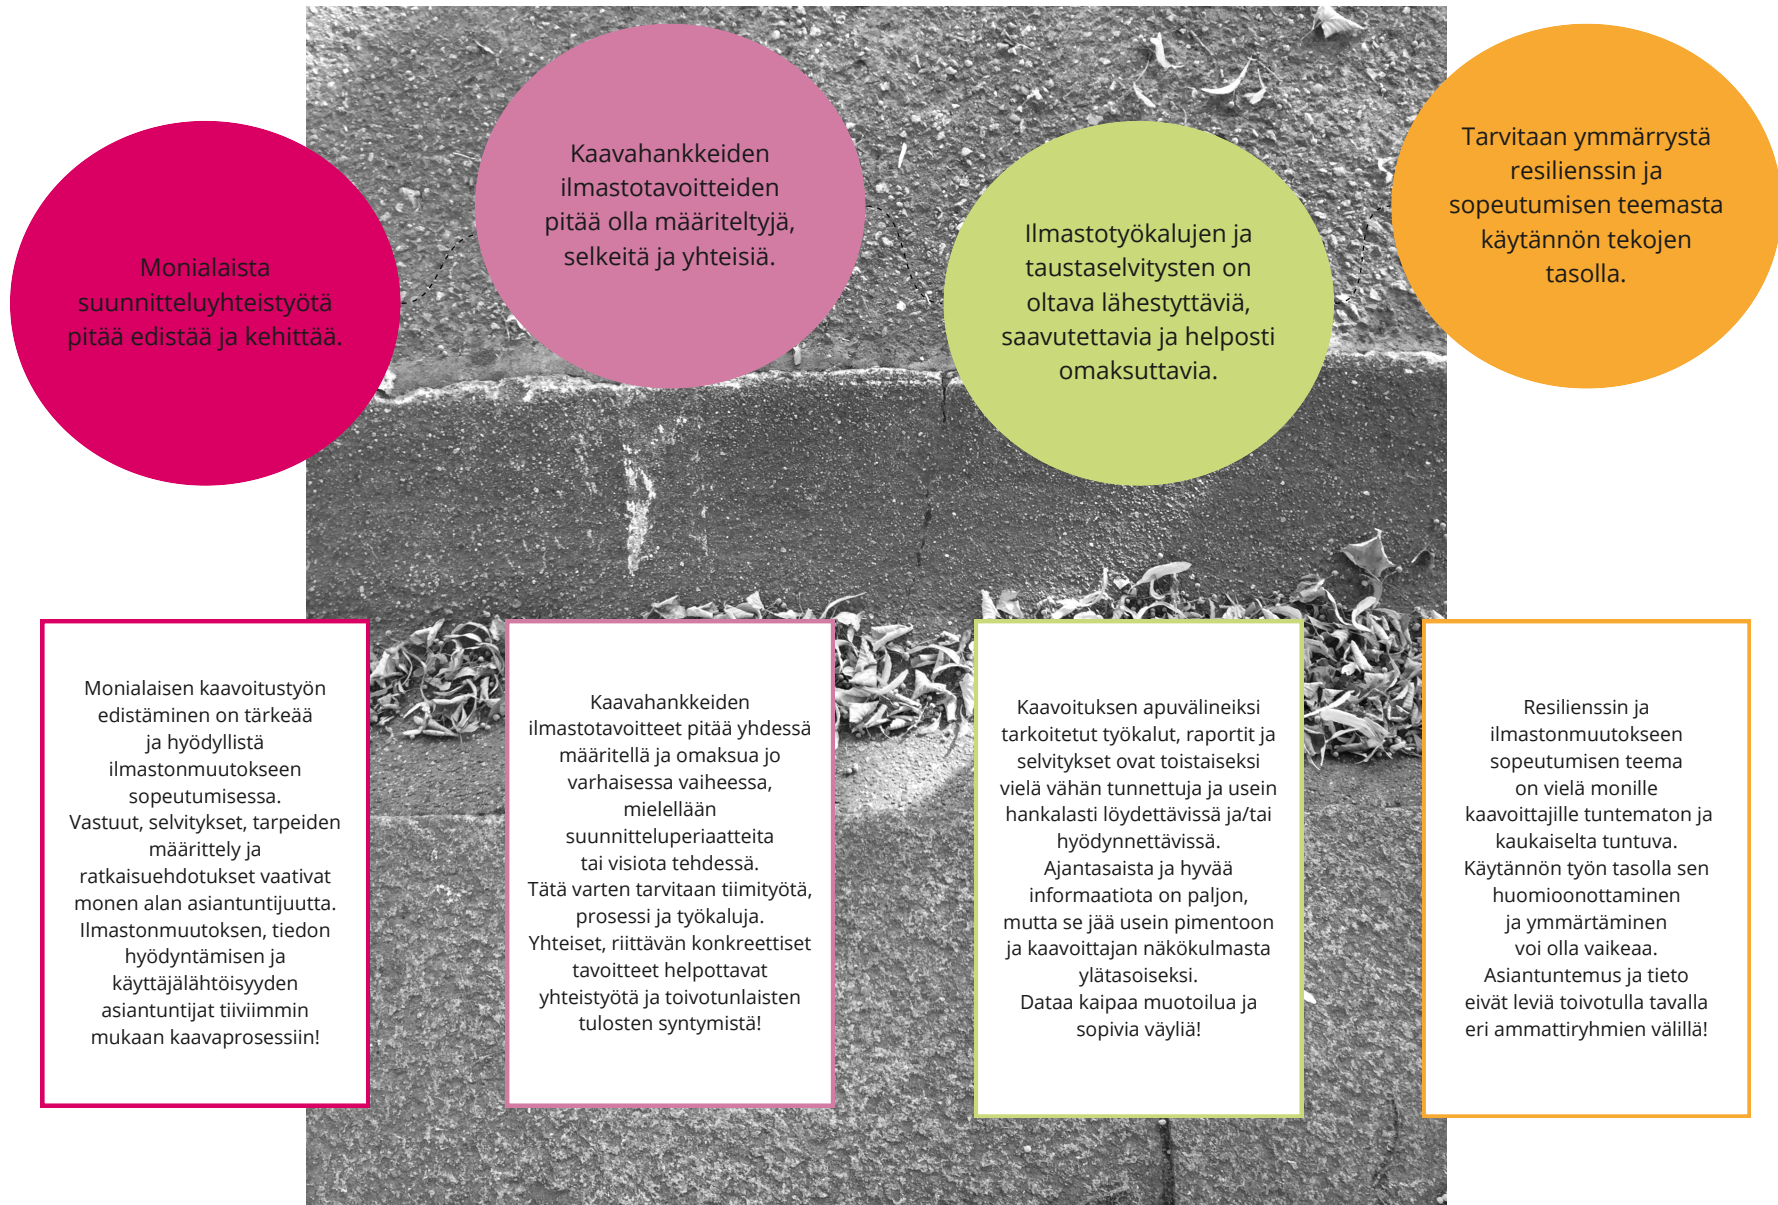 Monialaista
suunnitteluyhteistyötä
pitää edistää ja kehittää.
Kaavahankkeiden
ilmastotavoitteiden
pitää olla määriteltyjä,
selkeitä ja yhteisiä.
Ilmastotyökalujen ja
taustaselvitysten on
oltava lähestyttäviä,
saavutettavia ja helposti
omaksuttavia.
Tarvitaan ymmärrystä
resilienssin ja
sopeutumisen teemasta
käytännön tekojen
tasolla.
Monialaisen kaavoitustyön
edistäminen on tärkeää
ja hyödyllistä
ilmastonmuutokseen
sopeutumisessa.
Vastuut, selvitykset, tarpeiden
määrittely ja
ratkaisuehdotukset vaativat
monen alan asiantuntijuutta.
Ilmastonmuutoksen, tiedon
hyödyntämisen ja
käyttäjälähtöisyyden
asiantuntijat tiiviimmin
mukaan kaavaprosessiin!
Kaavahankkeiden
ilmastotavoitteet pitää yhdessä
määritellä ja omaksua jo
varhaisessa vaiheessa,
mielellään
suunnitteluperiaatteita
tai visiota tehdessä.
Tätä varten tarvitaan tiimityötä,
prosessi ja työkaluja.
Yhteiset, riittävän konkreettiset
tavoitteet helpottavat
yhteistyötä ja toivotunlaisten
tulosten syntymistä!
Kaavoituksen apuvälineiksi
tarkoitetut työkalut, raportit ja
selvitykset ovat toistaiseksi
vielä vähän tunnettuja ja usein
hankalasti löydettävissä ja/tai
hyödynnettävissä.
Ajantasaista ja hyvää
informaatiota on paljon,
mutta se jää usein pimentoon
ja kaavoittajan näkökulmasta
ylätasoiseksi.
Dataa kaipaa muotoilua ja
sopivia väyliä!
Resilienssin ja
ilmastonmuutokseen
sopeutumisen teema
on vielä monille
kaavoittajille tuntematon ja
kaukaiselta tuntuva.
Käytännön työn tasolla sen
huomioonottaminen
ja ymmärtäminen
voi olla vaikeaa.
Asiantuntemus ja tieto
eivät leviä toivotulla tavalla
eri ammattiryhmien välillä!